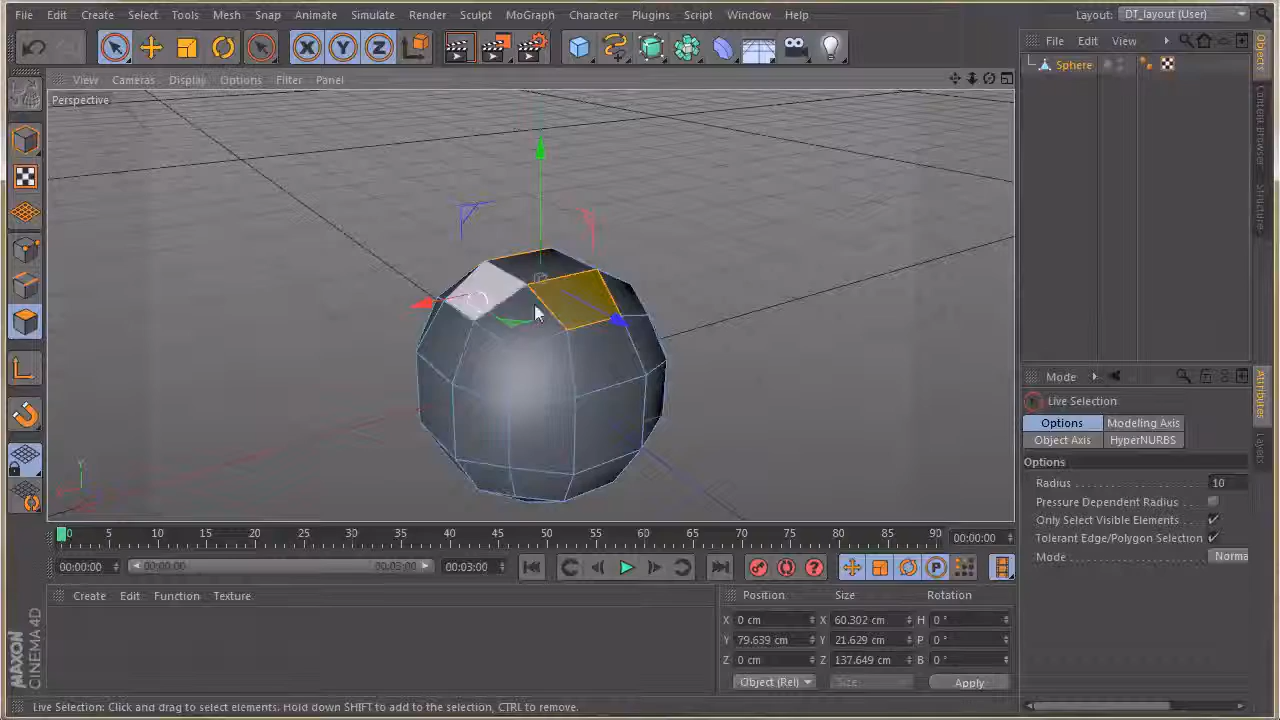 File Edit Create Select Tools Mesh Snap Animate Simulate Render Sculpt MoGraph Character Plugins Script Window Help Layout: DT_layout (User)
X Y Z
File Edit View
Sphere
View Cameras Display Options Filter Panel
Perspective
Y
Objects
Content Browser
Structure
Mode
Live Selection
Options Modeling Axis
Object Axis HyperNURBS
Options
Radius 10
Pressure Dependent Radius
Only Select Visible Elements
Tolerant Edge/Polygon Selection
Mode Norma
Attributes
Layers
0 5 10 15 20 25 30 35 40 45 50 55 60 65 70 75 80 85 90 00:00:00
00:00:00 00:00:00 00:03:00 00:03:00
P
Create Edit Function Texture
Position Size Rotation
X 0 cm X 60.302 cm H 0 °
Y 79.639 cm Y 21.629 cm P 0 °
Z 0 cm Z 137.649 cm B 0 °
Object (Rel) Size Apply
MAXON
CINEMA 4D
Live Selection: Click and drag to select elements. Hold down SHIFT to add to the selection, CTRL to remove.